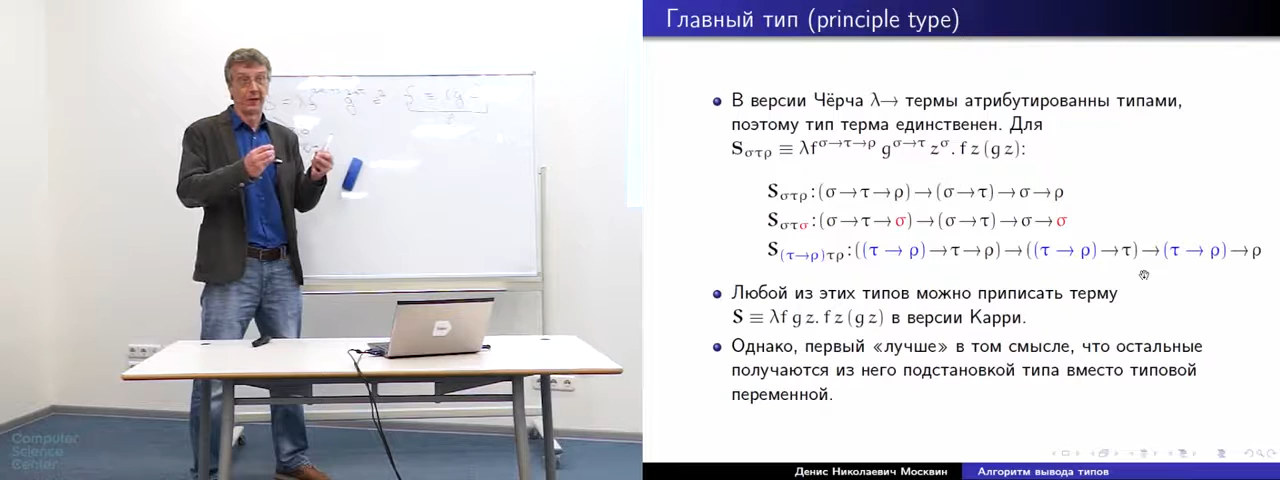 Главный тип (principle type)
В версии Чёрча λ→ термы атрибутированны типами,
поэтому тип терма единственен. Для
S_{στρ} ≡ λf^{σ→τ→ρ} g^{σ→τ} z^σ. f z (g z):
S_{στρ} : (σ→τ→ρ)→(σ→τ)→σ→ρ
S_{στσ} : (σ→τ→σ)→(σ→τ)→σ→σ
S_{(τ→ρ)τρ} : ((τ → ρ)→τ→ρ)→((τ → ρ)→τ)→(τ → ρ)→ρ
Любой из этих типов можно приписать терму
S ≡ λf g z. f z (g z) в версии Карри.
Однако, первый «лучше» в том смысле, что остальные
получаются из него подстановкой типа вместо типовой
переменной.
Денис Николаевич Москвин
Алгоритм вывода типов
Computer
Science
Center